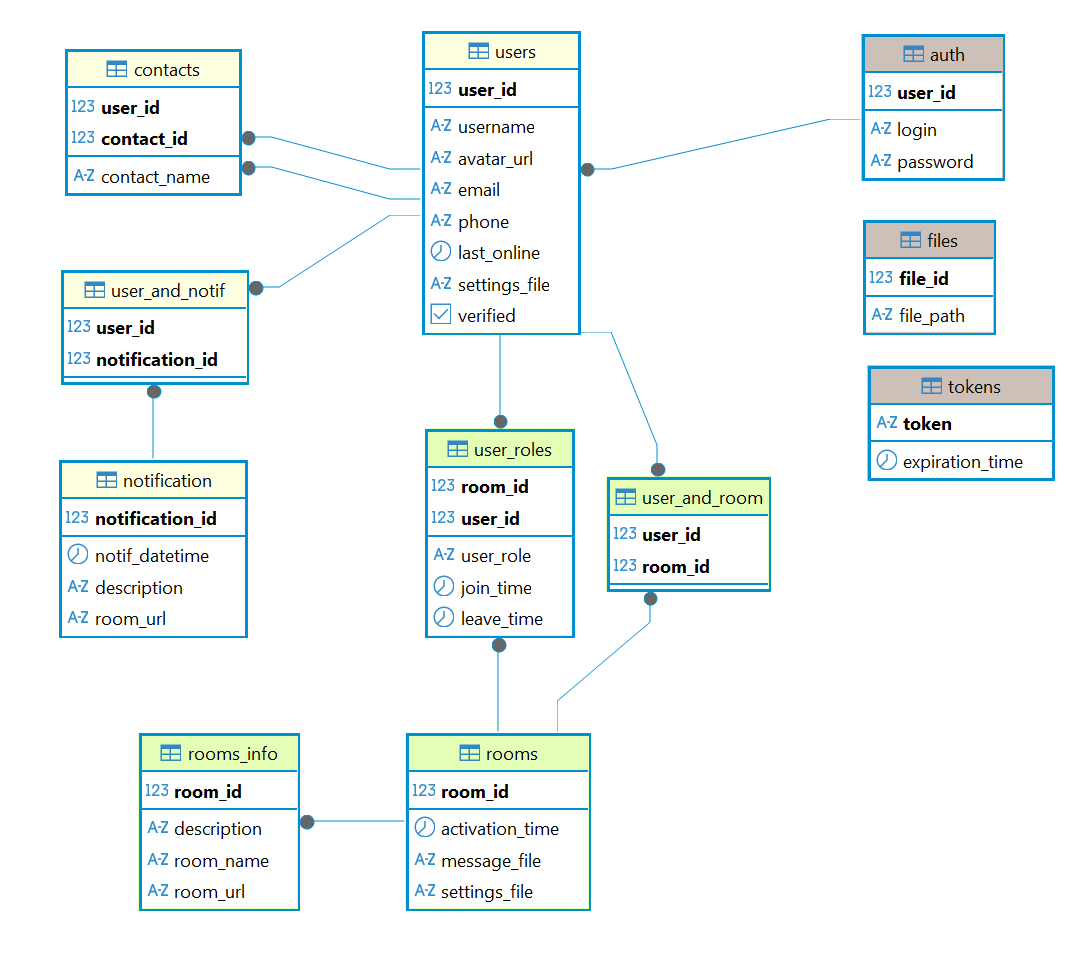 contacts
123 user_id
123 contact_id
A-Z contact_name
users
123 user_id
A-Z username
A-Z avatar_url
A-Z email
A-Z phone
last_online
A-Z settings_file
verified
auth
123 user_id
A-Z login
A-Z password
files
123 file_id
A-Z file_path
tokens
A-Z token
expiration_time
user_and_notif
123 user_id
123 notification_id
notification
123 notification_id
notif_datetime
A-Z description
A-Z room_url
user_roles
123 room_id
123 user_id
A-Z user_role
join_time
leave_time
user_and_room
123 user_id
123 room_id
rooms_info
123 room_id
A-Z description
A-Z room_name
A-Z room_url
rooms
123 room_id
activation_time
A-Z message_file
A-Z settings_file